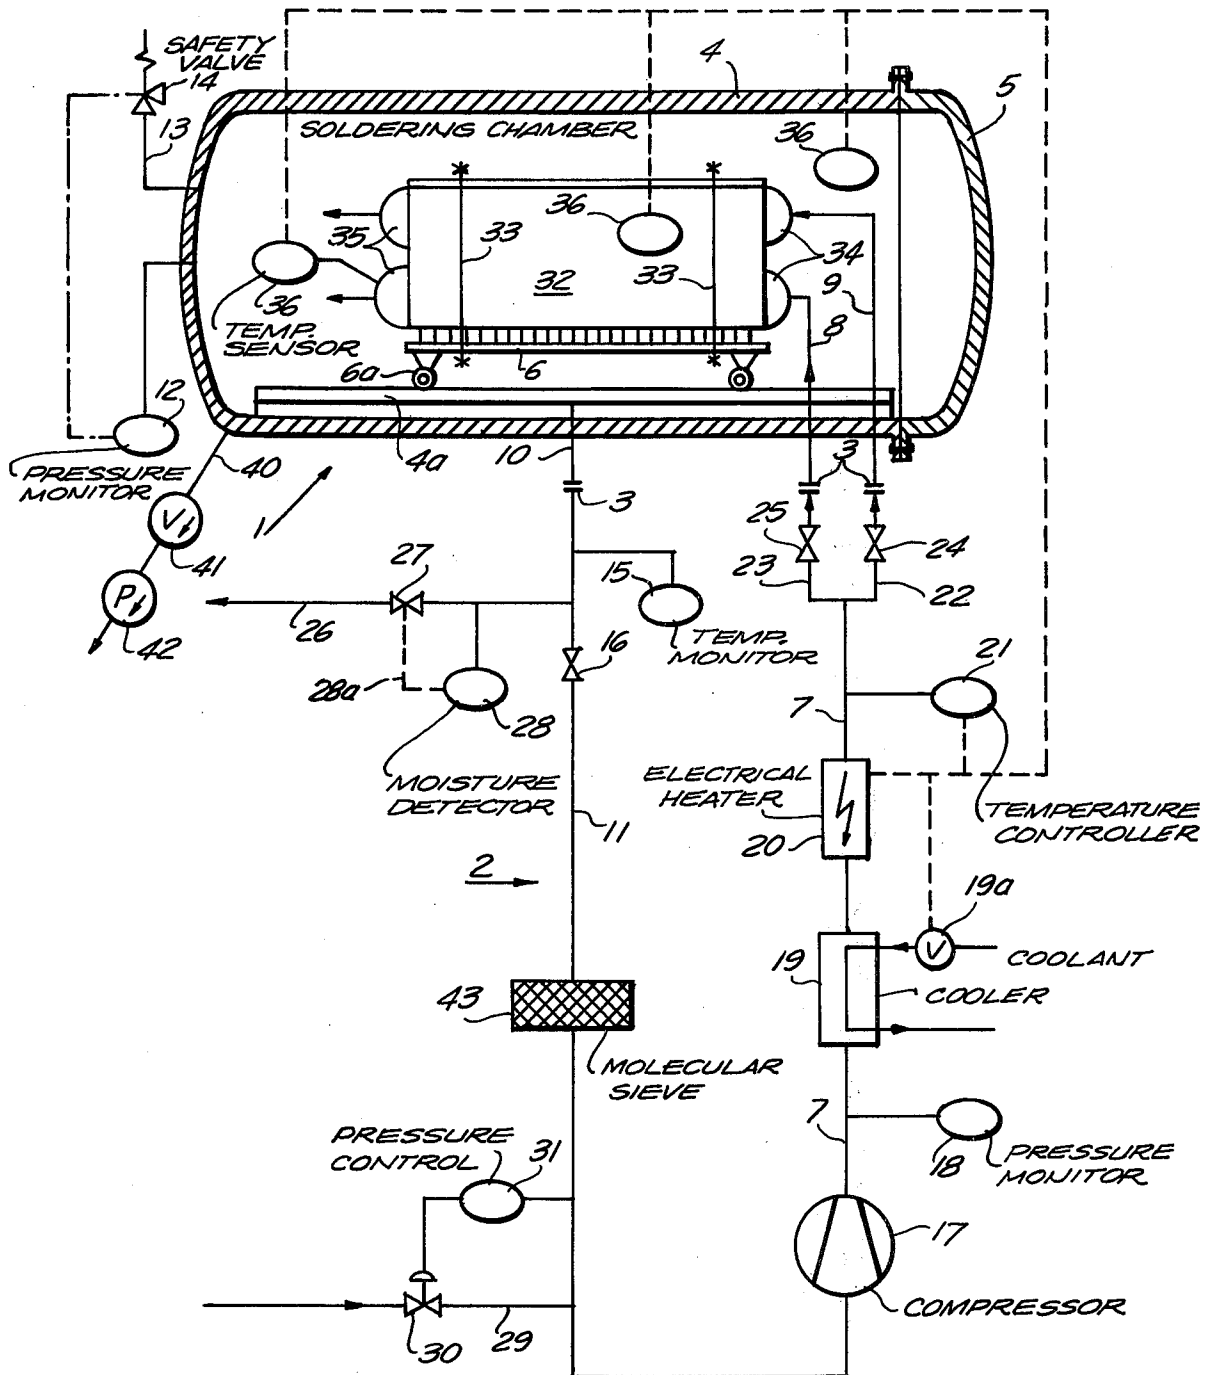 SAFETY
VALVE
14
4
5
13
SOLDERING CHAMBER
36
36
35
33
34
32
33
9
36
TEMP.
SENSOR
8
6a
6
12
10
4a
PRESSURE
MONITOR
40
3
3
1
V
25
24
41
27
15
23
22
P
26
42
TEMP.
MONITOR
16
21
28a
28
7
MOISTURE
DETECTOR
ELECTRICAL
HEATER
20
11
TEMPERATURE
CONTROLLER
2
19a
V
19
COOLANT
COOLER
43
MOLECULAR
SIEVE
7
PRESSURE
CONTROL
31
18
PRESSURE
MONITOR
17
COMPRESSOR
29
30